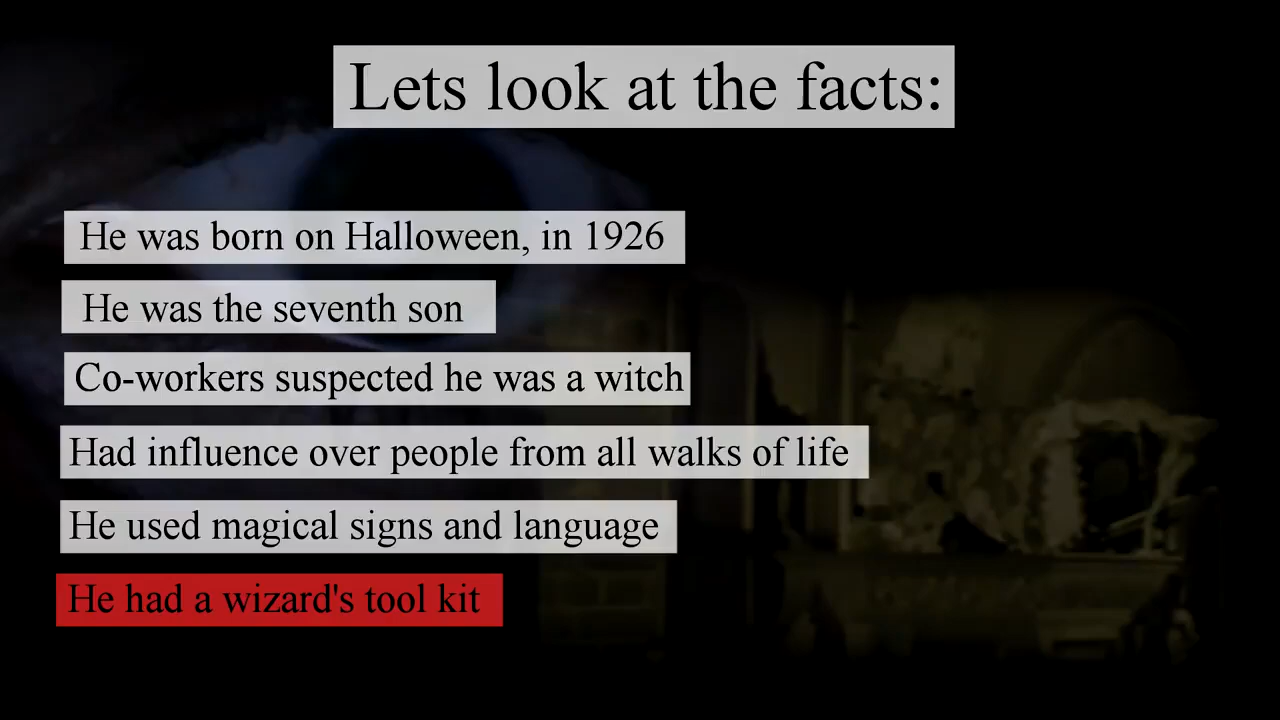 Lets look at the facts:
He was born on Halloween, in 1926
He was the seventh son
Co-workers suspected he was a witch
Had influence over people from all walks of life
He used magical signs and language
He had a wizard's tool kit